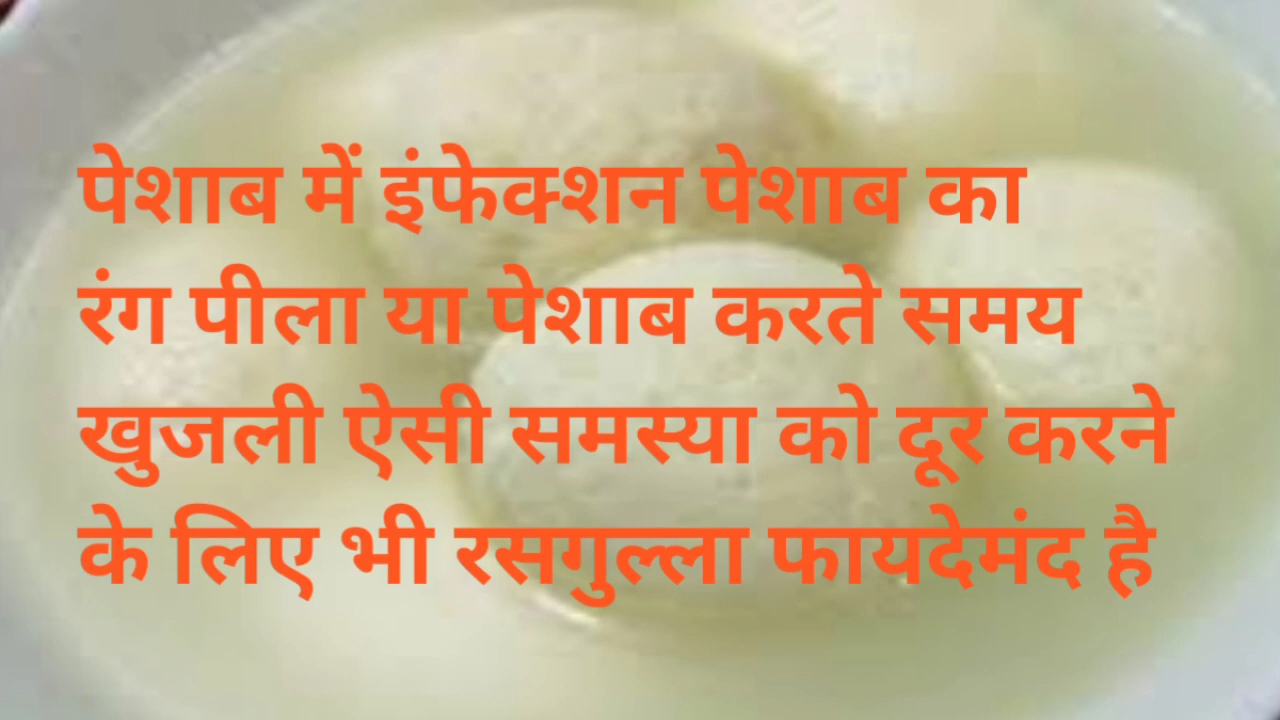 पेशाब में इंफेक्शन पेशाब का
रंग पीला या पेशाब करते समय
खुजली ऐसी समस्या को दूर करने
के लिए भी रसगुल्ला फायदेमंद है